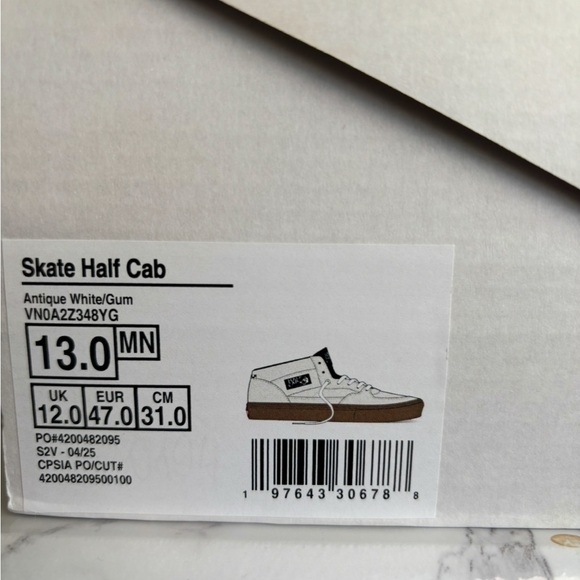 Skate Half Cab
Antique White/Gum
VN0A2Z348YG
13.0 MN
UK EUR CM
12.0 47.0 31.0
PO#4200482095
S2V - 04/25
CPSIA PO/CUT#
420048209500100
1 97643 30678 8